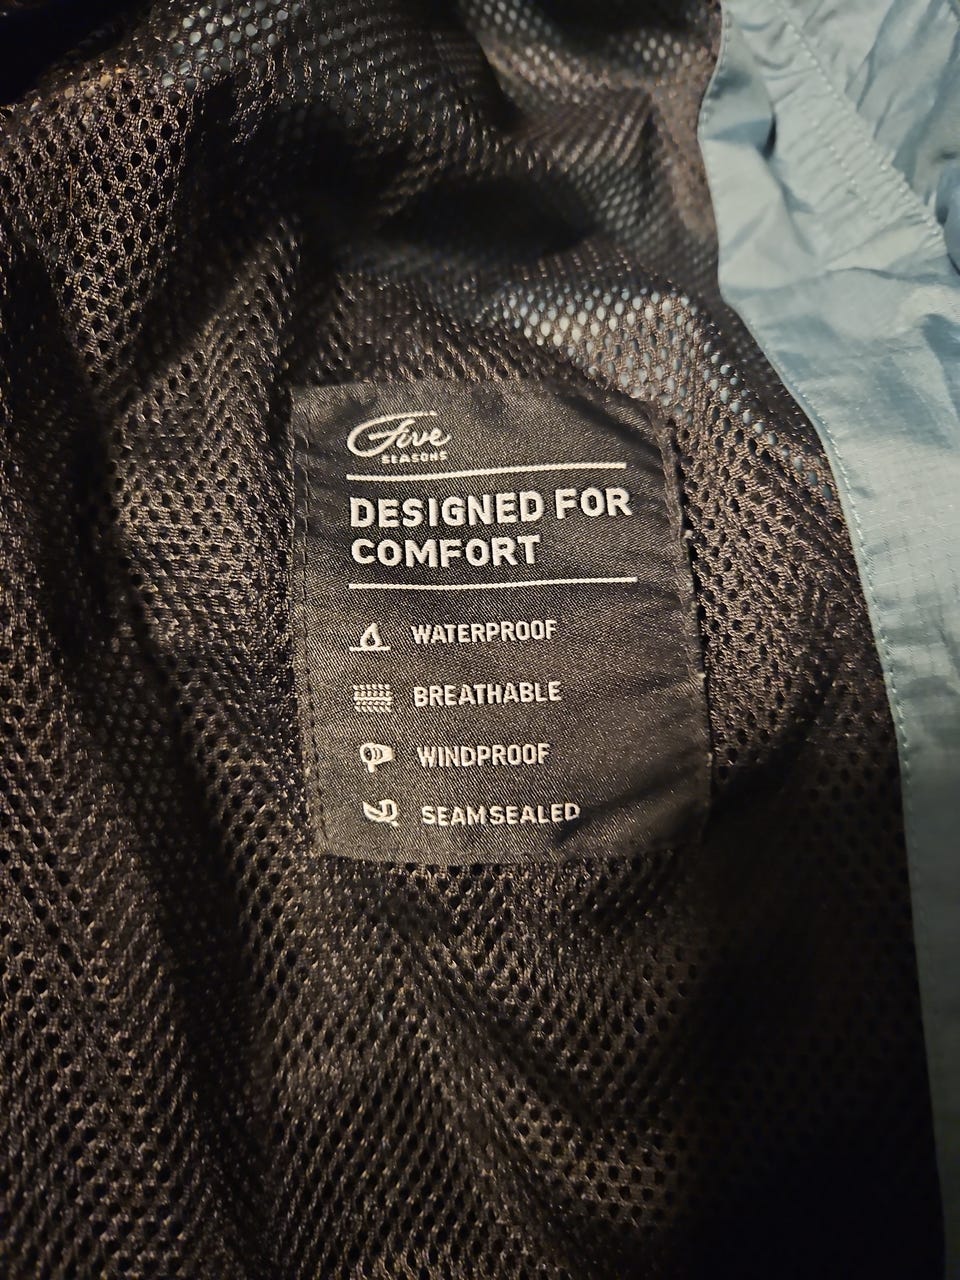 Five
SEASONS
DESIGNED FOR
COMFORT
WATERPROOF
BREATHABLE
WINDPROOF
SEAMSEALED